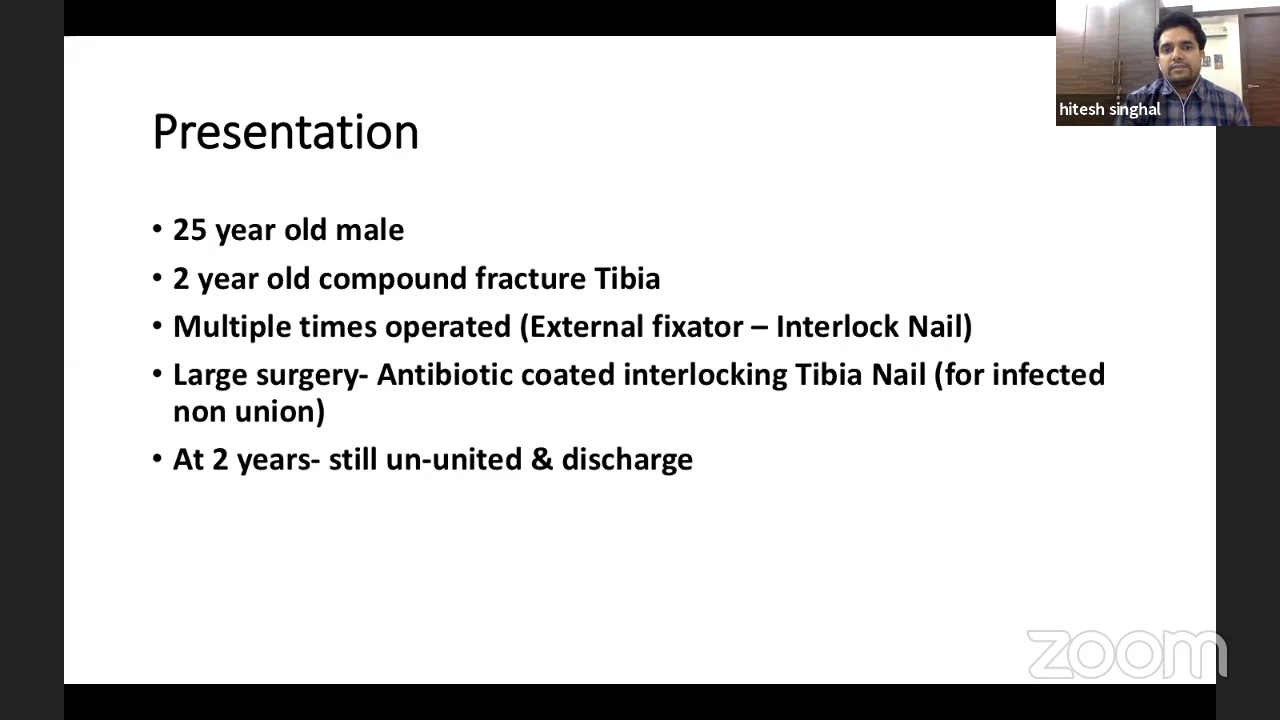 hitesh singhal
Presentation
• 25 year old male
• 2 year old compound fracture Tibia
• Multiple times operated (External fixator – Interlock Nail)
• Large surgery- Antibiotic coated interlocking Tibia Nail (for infected
non union)
• At 2 years- still un-united & discharge
zoom